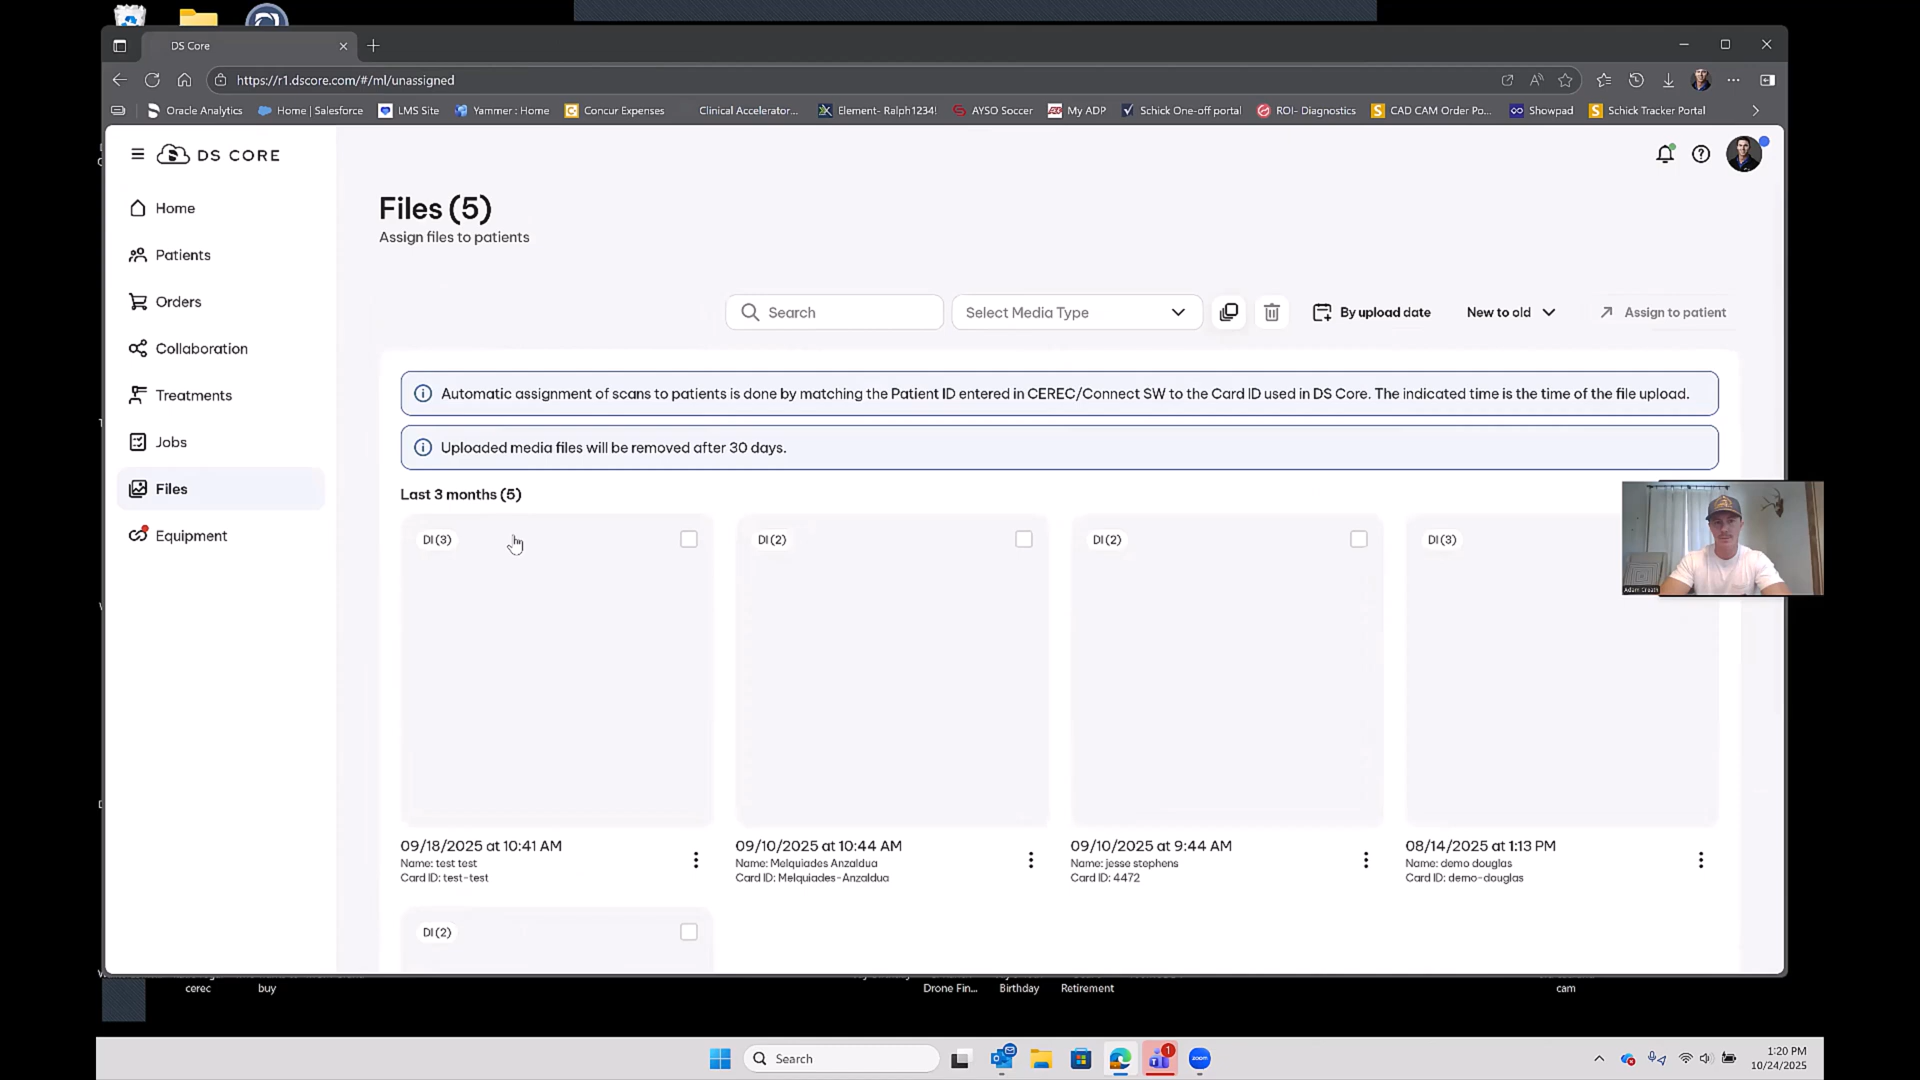 DS Core
https://r1.dscore.com/#/ml/unassigned
Oracle Analytics
Home | Salesforce
LMS Site
Yammer : Home
Concur Expenses
Clinical Accelerator...
Element- Ralph1234!
AYSO Soccer
My ADP
Schick One-off portal
ROI- Diagnostics
CAD CAM Order Po...
Showpad
Schick Tracker Portal
DS CORE
Home
Patients
Orders
Collaboration
Treatments
Jobs
Files
Equipment
Files (5)
Assign files to patients
Search
Select Media Type
By upload date
New to old
Assign to patient
Automatic assignment of scans to patients is done by matching the Patient ID entered in CEREC/Connect SW to the Card ID used in DS Core. The indicated time is the time of the file upload.
Uploaded media files will be removed after 30 days.
Last 3 months (5)
DI (3)
DI (2)
DI (2)
DI (3)
09/18/2025 at 10:41 AM
Name: test test
Card ID: test-test
09/10/2025 at 10:44 AM
Name: Melquiades Anzaldua
Card ID: Melquiades-Anzaldua
09/10/2025 at 9:44 AM
Name: jesse stephens
Card ID: 4472
08/14/2025 at 1:13 PM
Name: demo douglas
Card ID: demo-douglas
DI (2)
cerec
buy
Drone Fin...
Birthday
Retirement
cam
Search
1
1:20 PM
10/24/2025